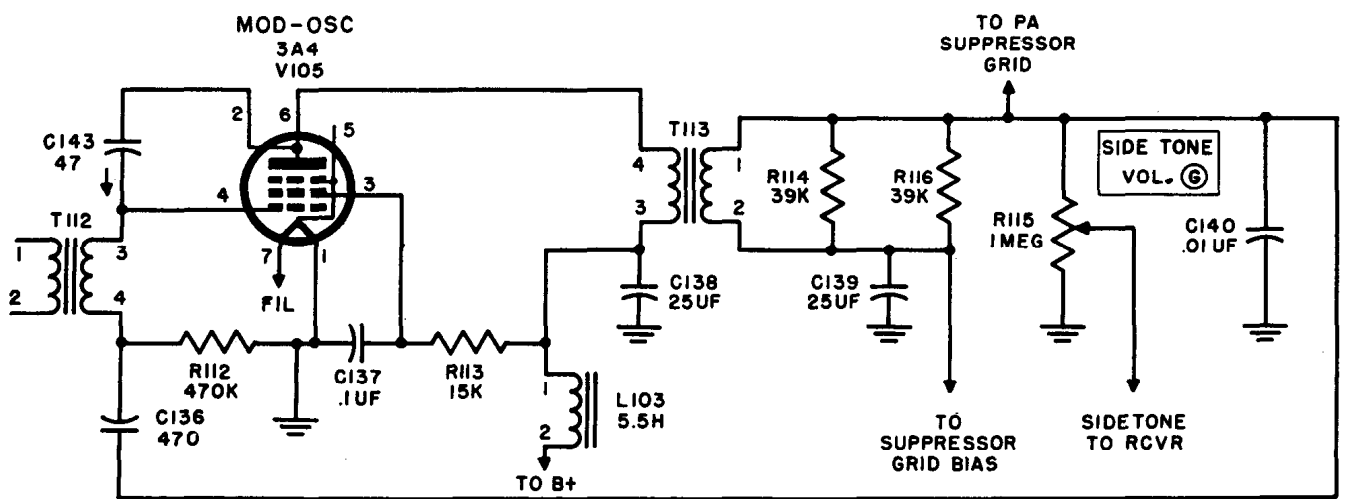 MOD-OSC
3A4
V105
TO PA
SUPPRESSOR
GRID
2
6
5
C143
47
4
3
T113
4
1
3
2
R114
39K
R116
39K
SIDE TONE
VOL. G
R115
1MEG
C140
.01UF
T112
1
3
2
4
7
1
FIL
C138
25UF
C139
25UF
R112
470K
C137
.1UF
R113
15K
C136
470
1
L103
5.5H
2
TO B+
TO
SUPPRESSOR
GRID BIAS
SIDETONE
TO RCVR